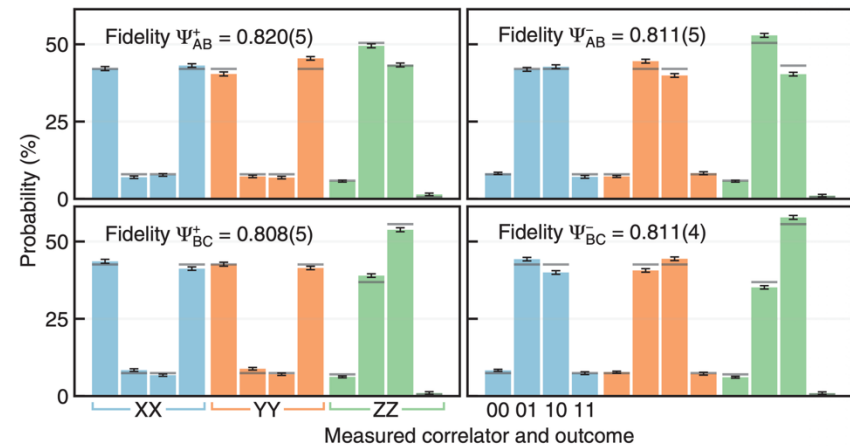 Fidelity Ψ⁺AB = 0.820(5)
Fidelity Ψ⁻AB = 0.811(5)
50
25
0
Fidelity Ψ⁺BC = 0.808(5)
Fidelity Ψ⁻BC = 0.811(4)
50
25
0
Probability (%)
XX YY ZZ
00 01 10 11
Measured correlator and outcome